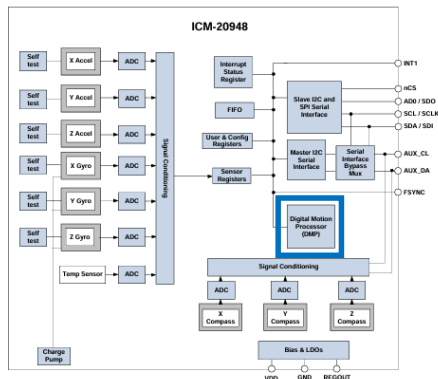 ICM-20948
Self
test
X Accel
ADC
Self
test
Y Accel
ADC
Self
test
Z Accel
ADC
Self
test
X Gyro
ADC
Self
test
Y Gyro
ADC
Self
test
Z Gyro
ADC
Temp Sensor
ADC
Charge
Pump
Signal Conditioning
Interrupt
Status
Register
FIFO
User & Config
Registers
Sensor
Registers
Slave I2C and
SPI Serial
Interface
Master I2C
Serial
Interface
Serial
Interface
Bypass
Mux
Digital Motion
Processor
(DMP)
Signal Conditioning
ADC
ADC
ADC
X
Compass
Y
Compass
Z
Compass
Bias & LDOs
INT1
nCS
AD0 / SDO
SCL / SCLK
SDA / SDI
AUX_CL
AUX_DA
FSYNC
VDD
GND
REGOUT